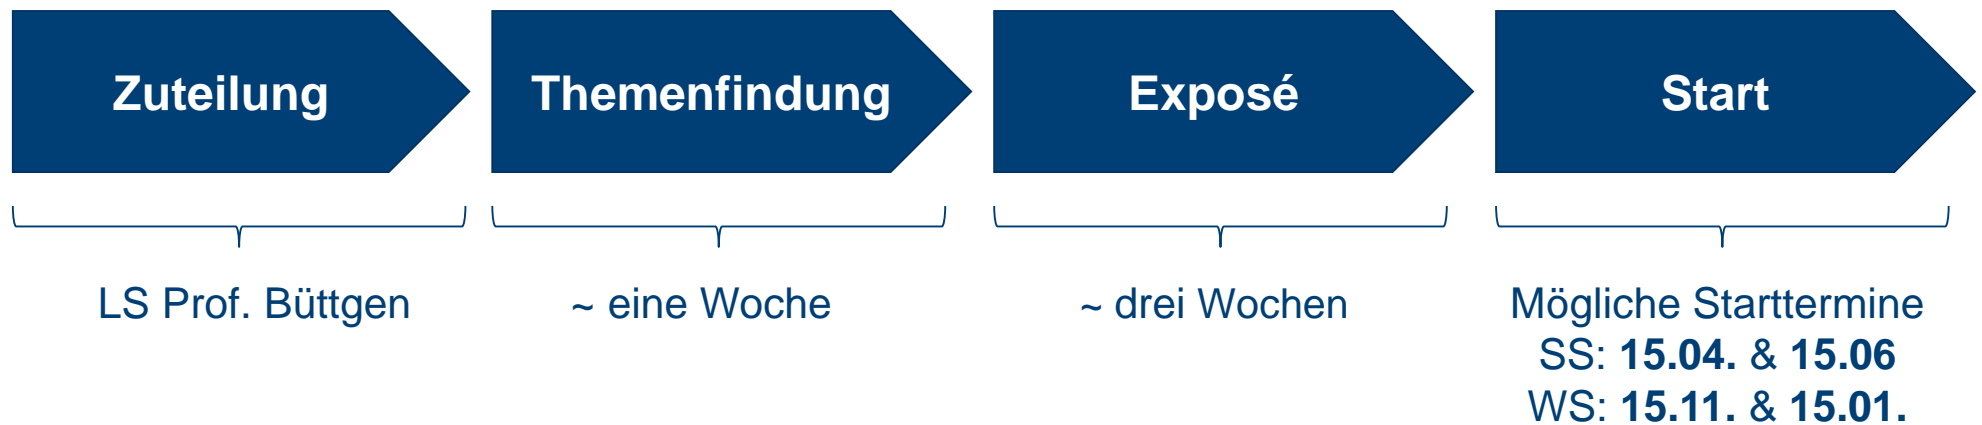 Zuteilung
Themenfindung
Exposé
Start
LS Prof. Büttgen
~ eine Woche
~ drei Wochen
Mögliche Starttermine
SS: 15.04. & 15.06
WS: 15.11. & 15.01.